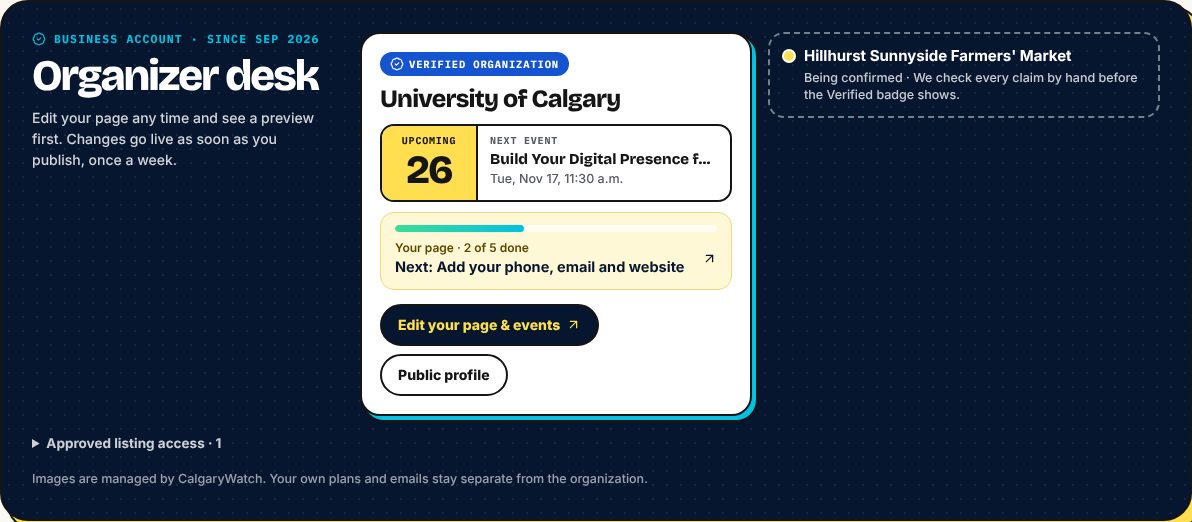 BUSINESS ACCOUNT · SINCE SEP 2026
Organizer desk
Edit your page any time and see a preview
first. Changes go live as soon as you
publish, once a week.
VERIFIED ORGANIZATION
University of Calgary
UPCOMING
26
NEXT EVENT
Build Your Digital Presence f...
Tue, Nov 17, 11:30 a.m.
Your page · 2 of 5 done
Next: Add your phone, email and website
Edit your page & events
Public profile
Hillhurst Sunnyside Farmers' Market
Being confirmed · We check every claim by hand before
the Verified badge shows.
Approved listing access · 1
Images are managed by CalgaryWatch. Your own plans and emails stay separate from the organization.